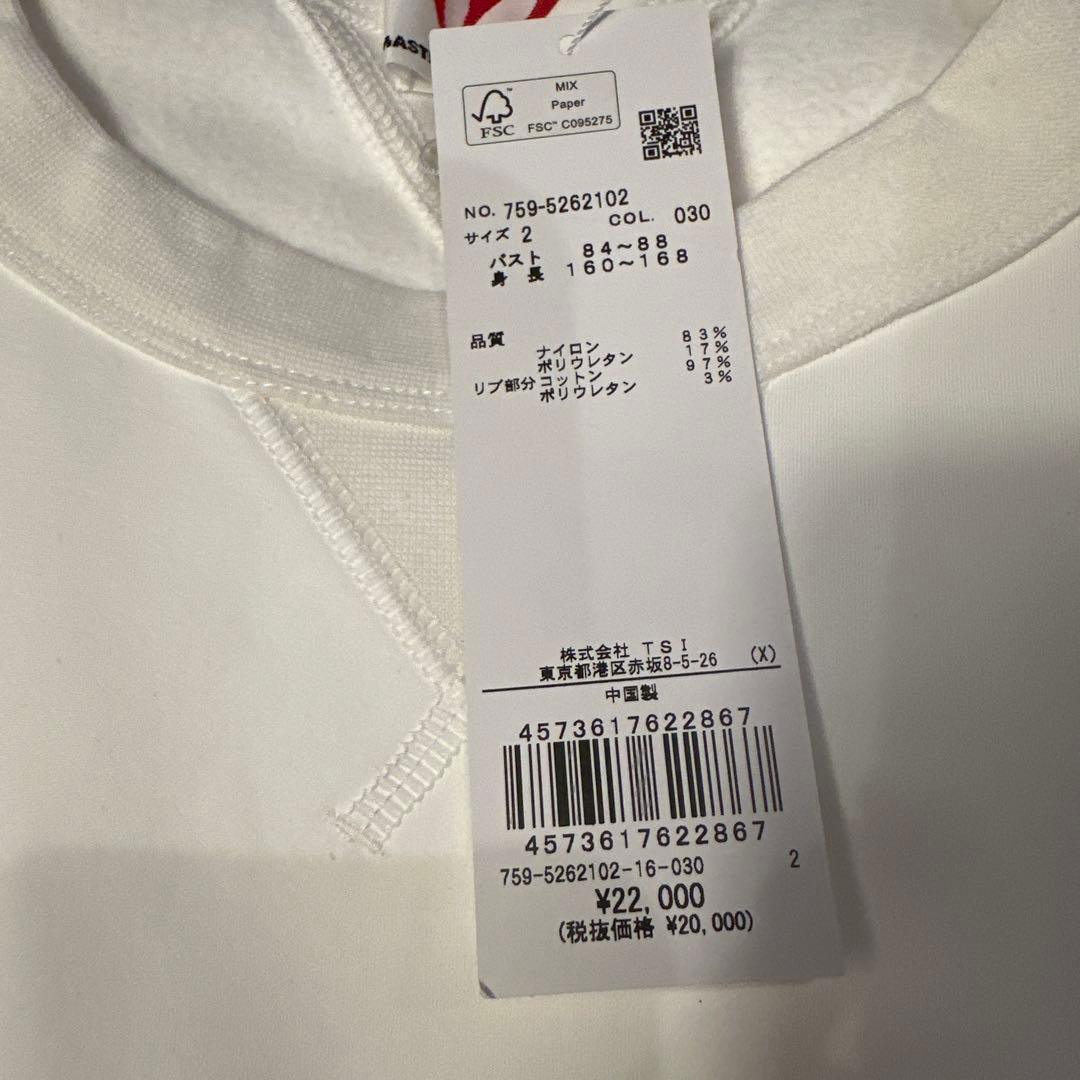 MIX
Paper
FSC™ C095275
FSC
NO. 759-5262102
COL. 030
サイズ 2
バスト 84~88
身長 160~168
品質
ナイロン 83%
ポリウレタン 17%
リブ部分 コットン 97%
ポリウレタン 3%
株式会社 TSI
東京都港区赤坂8-5-26 (X)
中国製
4573617622867
4573617622867
759-5262102-16-030 2
¥22,000
(税抜価格 ¥20,000)